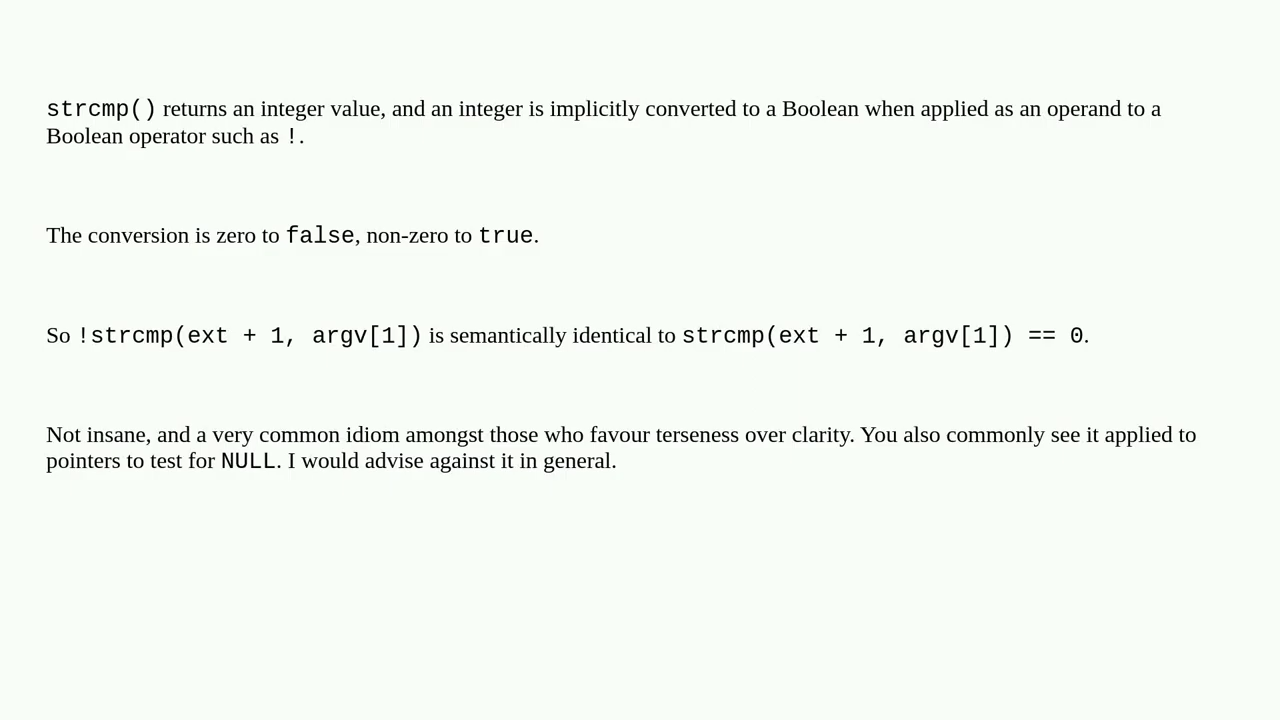 strcmp() returns an integer value, and an integer is implicitly converted to a Boolean when applied as an operand to a
Boolean operator such as !.
The conversion is zero to false, non-zero to true.
So !strcmp(ext + 1, argv[1]) is semantically identical to strcmp(ext + 1, argv[1]) == 0.
Not insane, and a very common idiom amongst those who favour terseness over clarity. You also commonly see it applied to
pointers to test for NULL. I would advise against it in general.